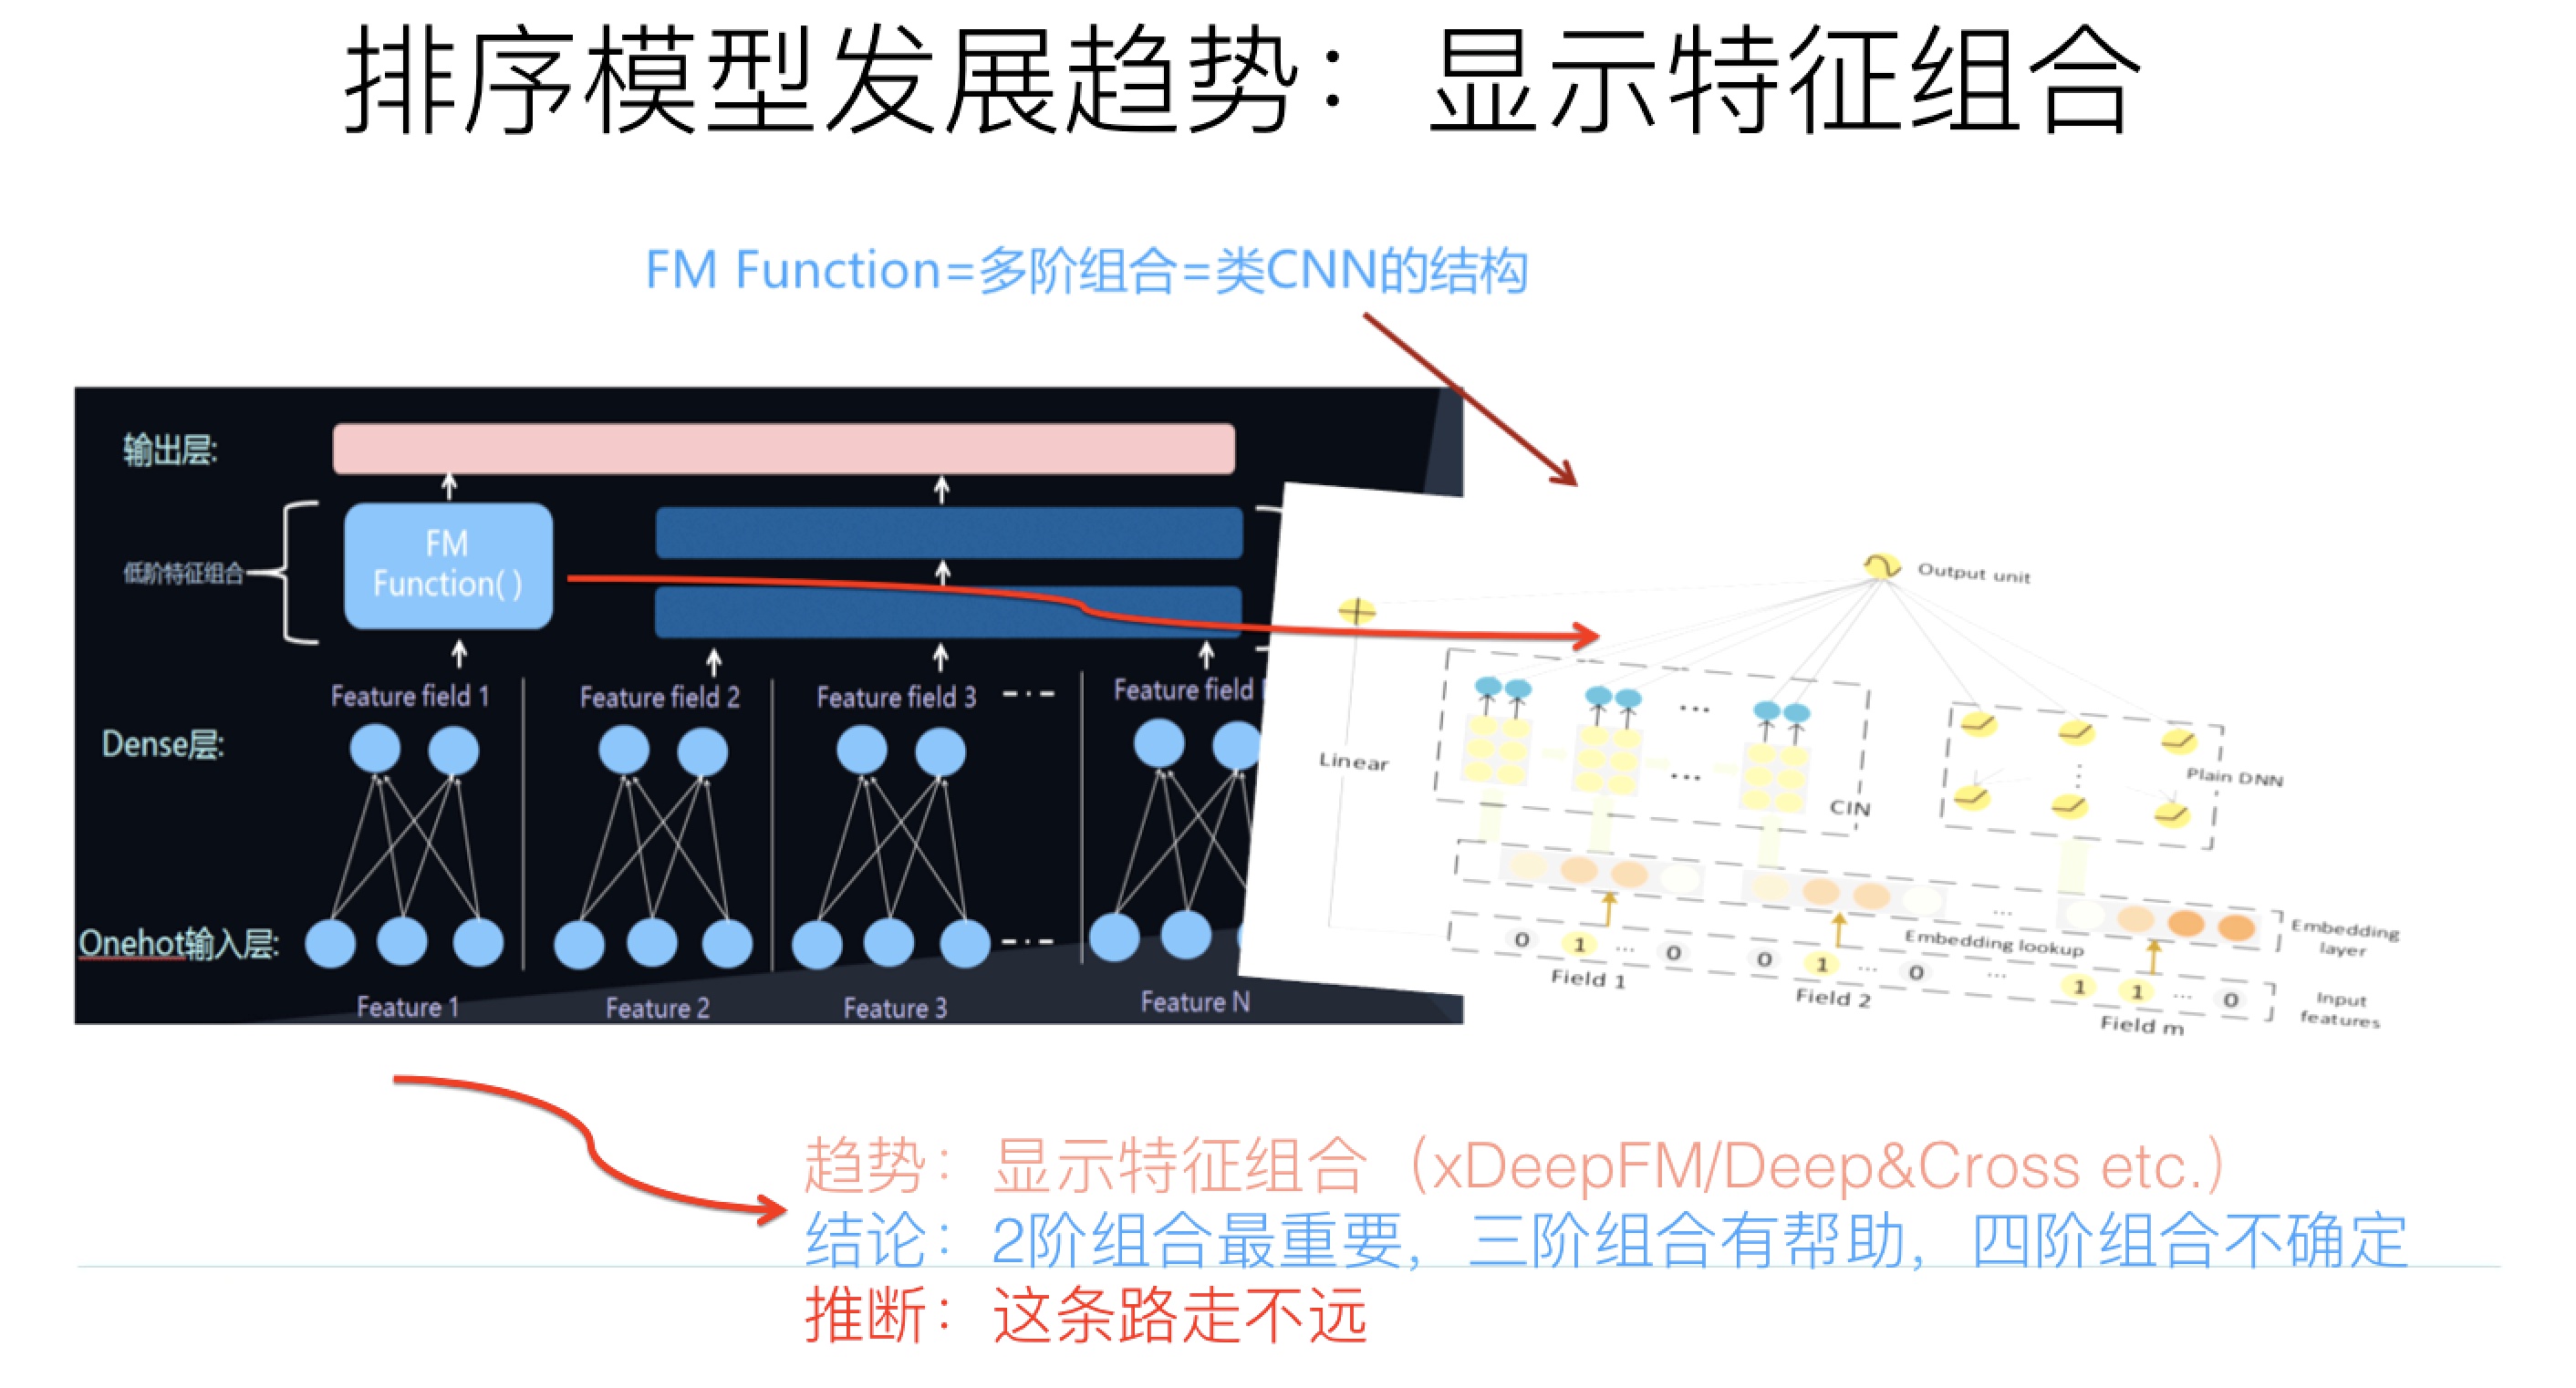 排序模型发展趋势：显示特征组合
FM Function=多阶组合=类CNN的结构
输出层:
FM
Function( )
低阶特征组合
Feature field 1
Feature field 2
Feature field 3
Feature field
Dense层:
Onehot输入层:
Feature 1
Feature 2
Feature 3
Feature N
Output unit
Linear
CIN
Plain DNN
...
...
Embedding
layer
...
Embedding lookup
0 1 ... 0
0 1 ... 0
...
1 1 ... 0
Field 1
Field 2
Field m
Input
features
趋势：显示特征组合（xDeepFM/Deep&Cross etc.）
结论：2阶组合最重要，三阶组合有帮助，四阶组合不确定
推断：这条路走不远